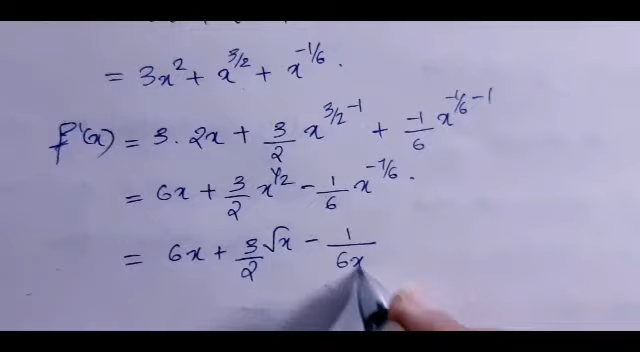 = 3x² + x^3/2 + x^-1/6 .
f'(x) = 3 . 2x + 3/2 x^3/2 -1 + -1/6 x^-1/6 -1
= 6x + 3/2 x^1/2 - 1/6 x^-7/6 .
= 6x + 3/2 √x - 1/6x